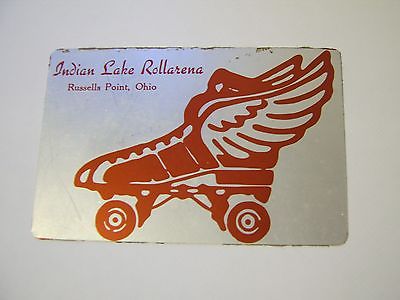 Indian Lake Rollarena
Russells Point, Ohio